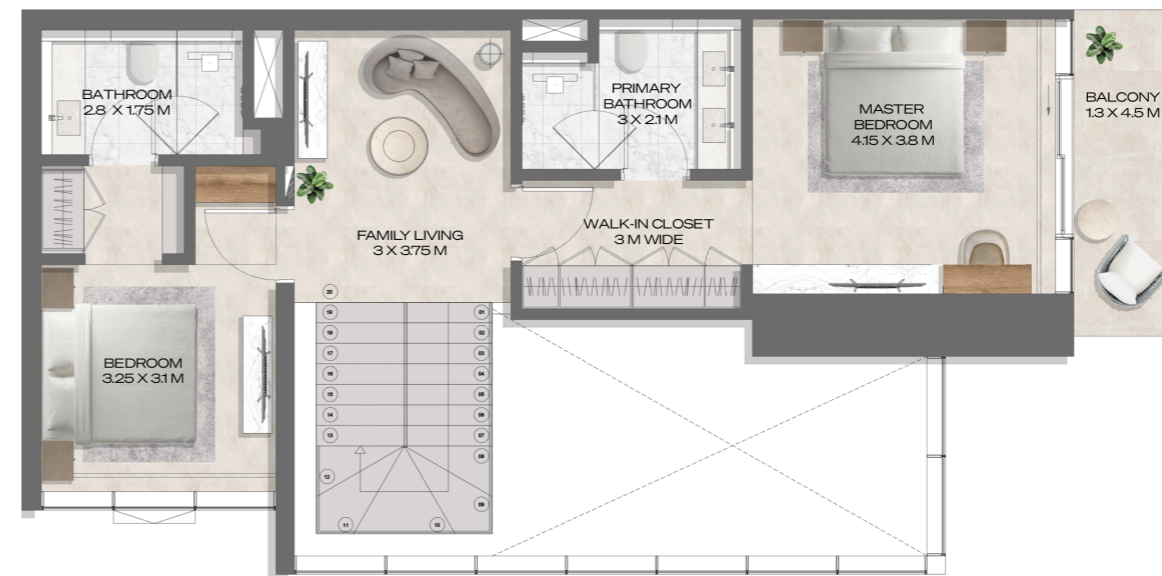 BATHROOM
2.8 X 1.75 M
PRIMARY
BATHROOM
3 X 2.1 M
MASTER
BEDROOM
4.15 X 3.8 M
BALCONY
1.3 X 4.5 M
FAMILY LIVING
3 X 3.75 M
WALK-IN CLOSET
3 M WIDE
BEDROOM
3.25 X 3.1 M
20
19
18
17
16
15
14
13
12
11
10
09
08
07
06
05
04
03
02
01